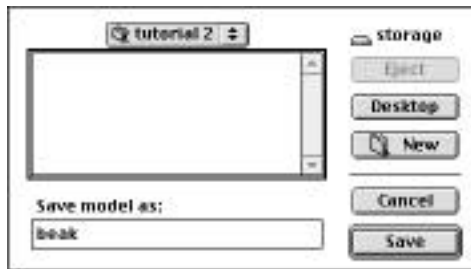 tutorial 2
storage
Eject
Desktop
New
Save model as:
beak
Cancel
Save